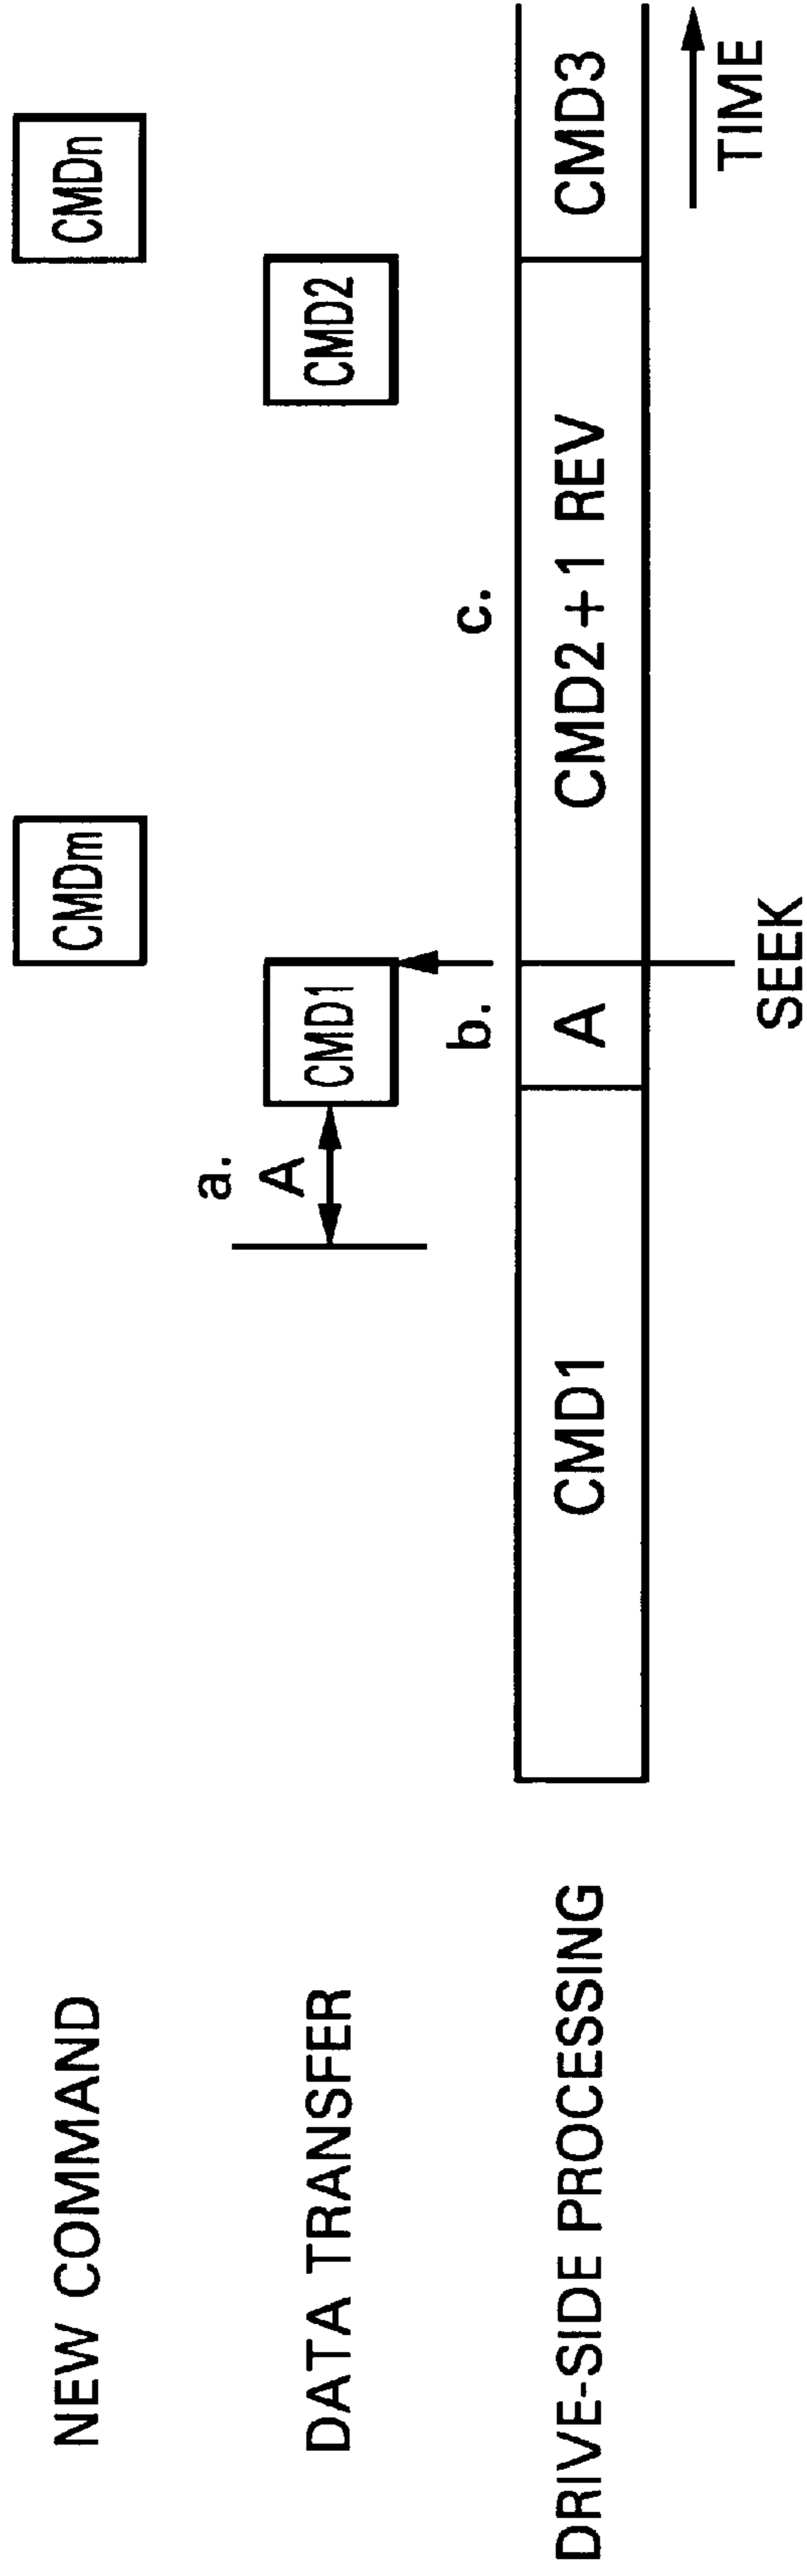 NEW COMMAND
CMDm
CMDn
DATA TRANSFER
a.
A
CMD1
CMD2
b.
c.
DRIVE-SIDE PROCESSING
CMD1
A
CMD2+1 REV
CMD3
SEEK
TIME